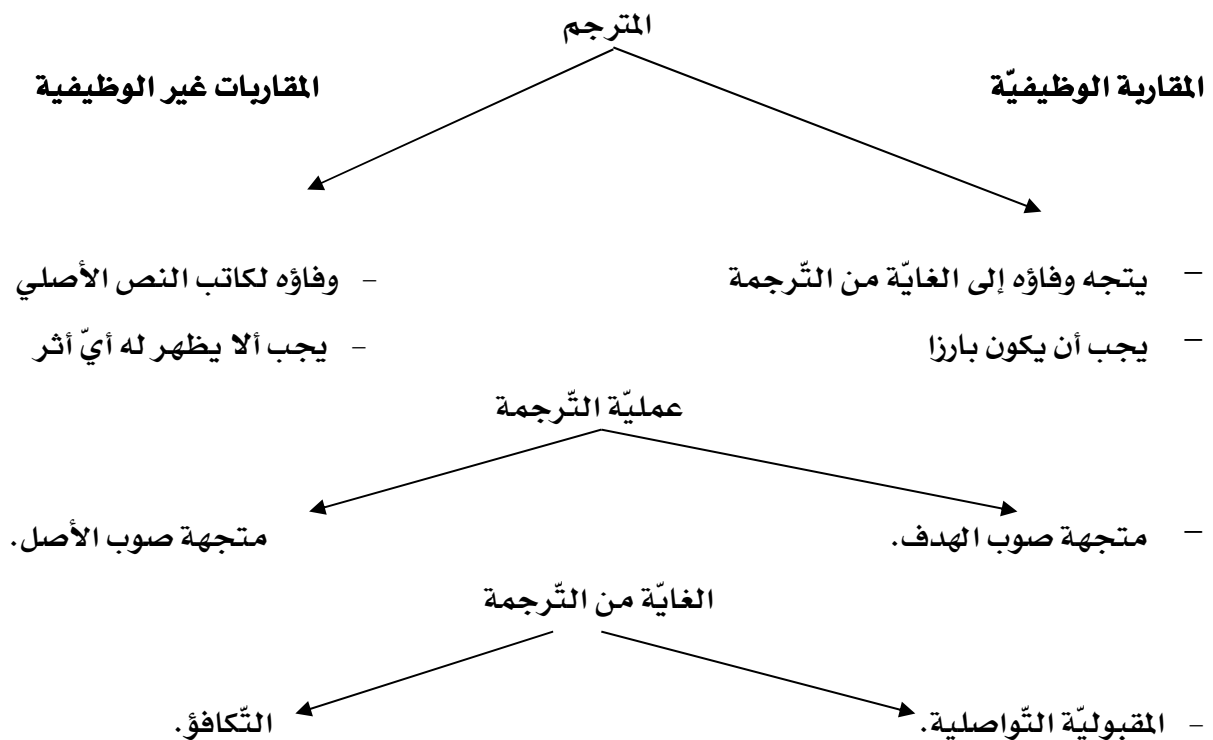 المترجم
المقاربة الوظيفيّة المقاربات غير الوظيفية
– يتجه وفاؤه إلى الغايّة من التّرجمة – وفاؤه لكاتب النص الأصلي
– يجب أن يكون بارزا – يجب ألا يظهر له أيّ أثر
عمليّة التّرجمة
– متجهة صوب الهدف. متجهة صوب الأصل.
الغايّة من التّرجمة
– المقبوليّة التّواصلية. التّكافؤ.